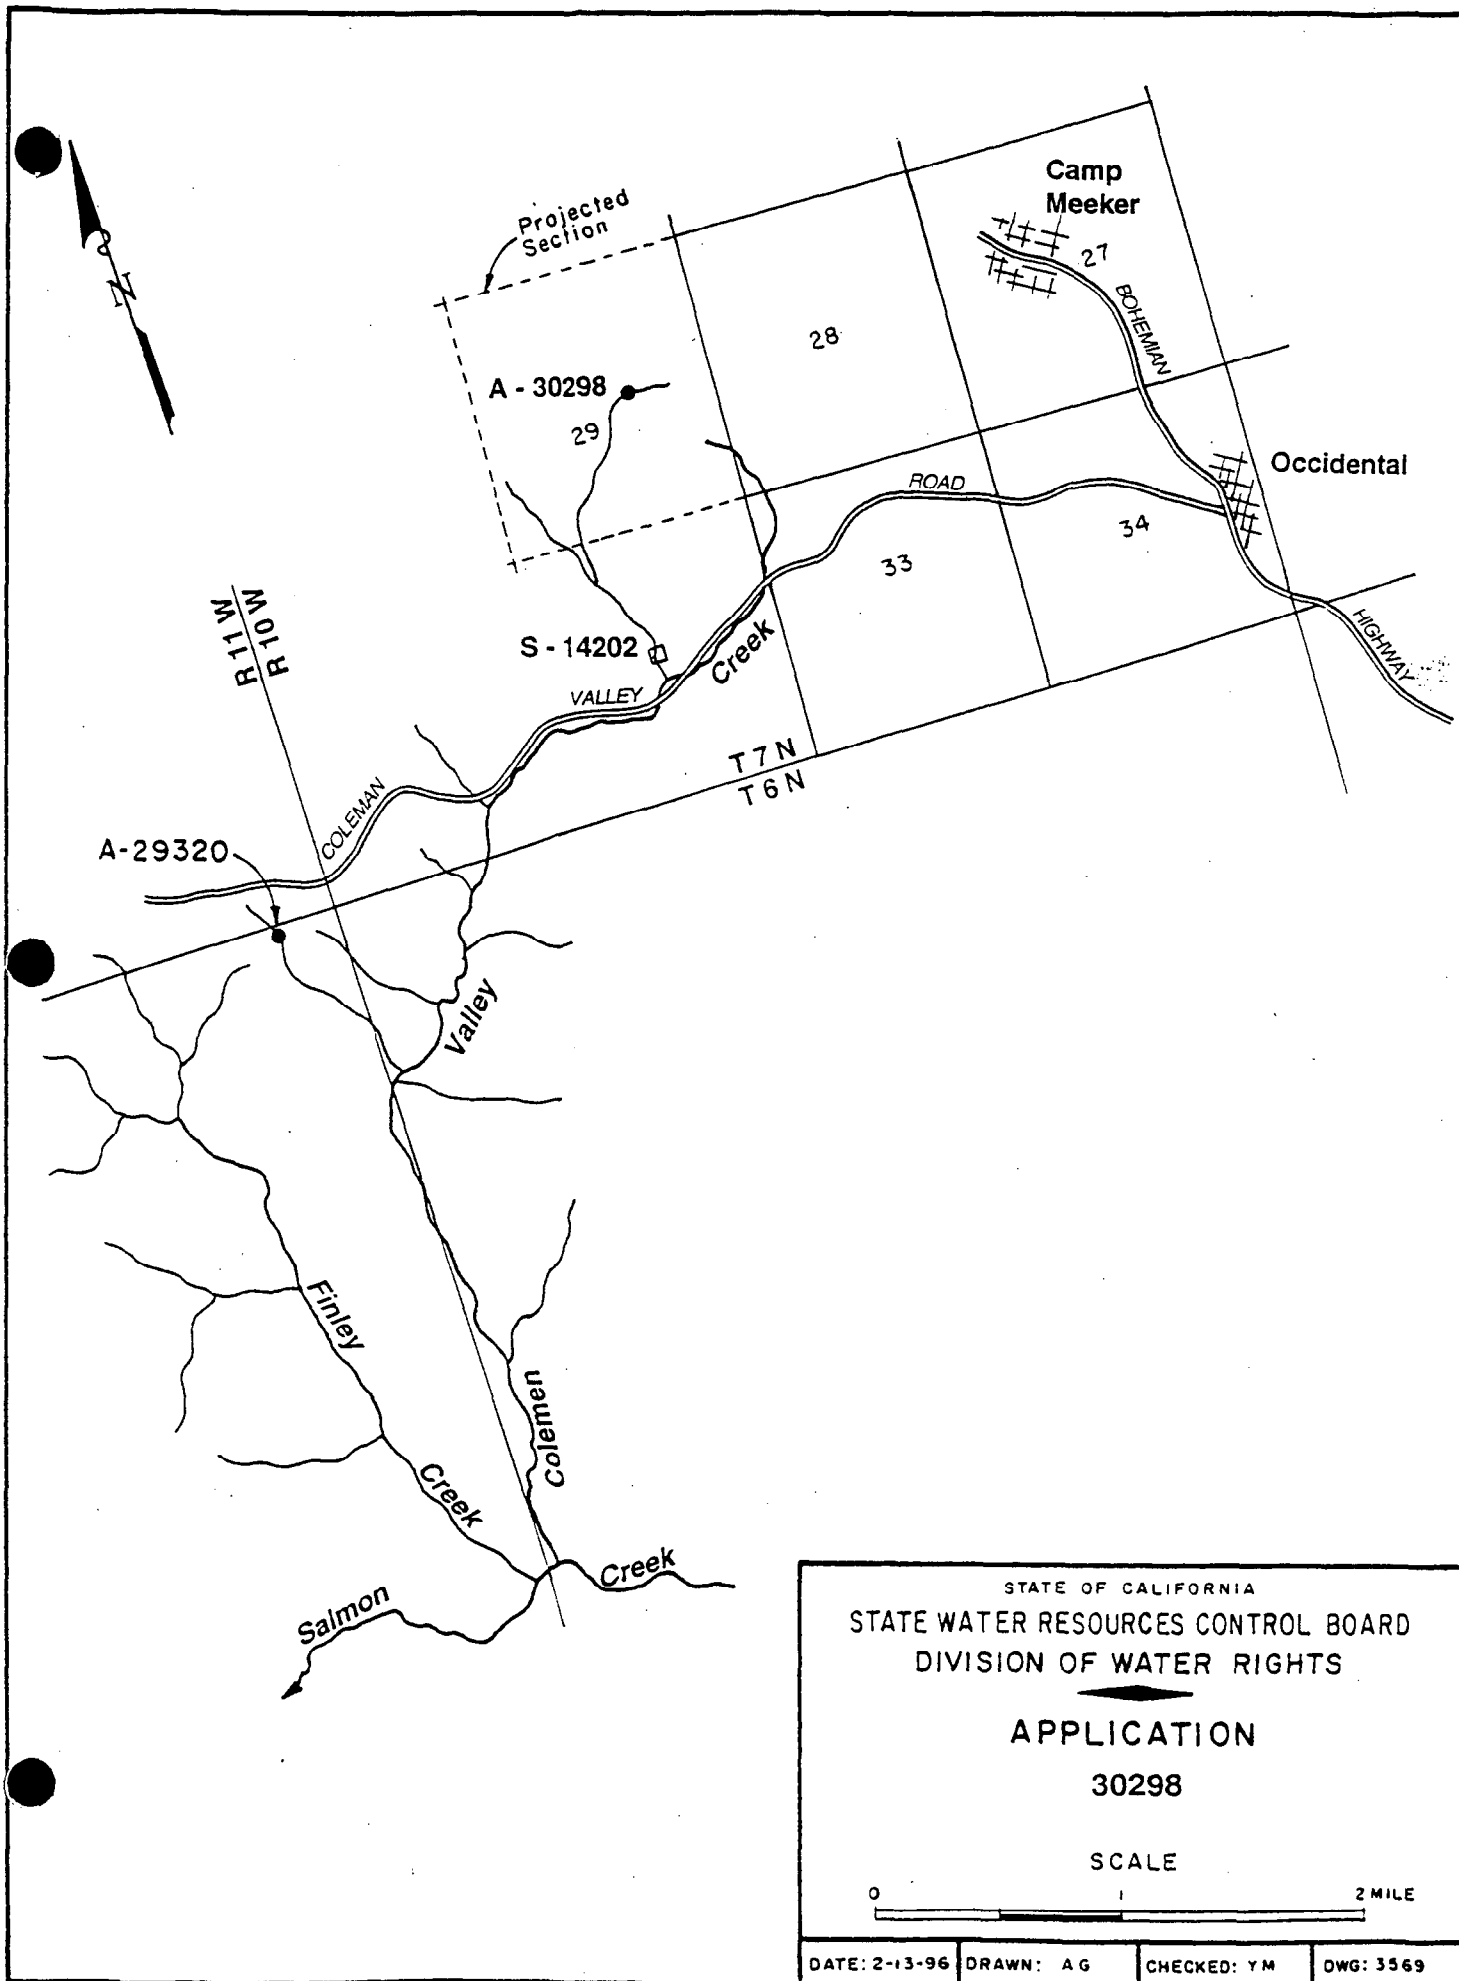 Camp
Meeker
Projected
Section
N
27
BOHEMIAN
28
A - 30298
29
Occidental
ROAD
34
33
R 11 W
R 10 W
S - 14202
Creek
HIGHWAY
VALLEY
T 7 N
T 6 N
COLEMAN
A-29320
Valley
Finley
Colemen
Creek
Creek
Salmon
STATE OF CALIFORNIA
STATE WATER RESOURCES CONTROL BOARD
DIVISION OF WATER RIGHTS
APPLICATION
30298
SCALE
0 1 2 MILE
DATE: 2-13-96 DRAWN: AG CHECKED: YM DWG: 3569